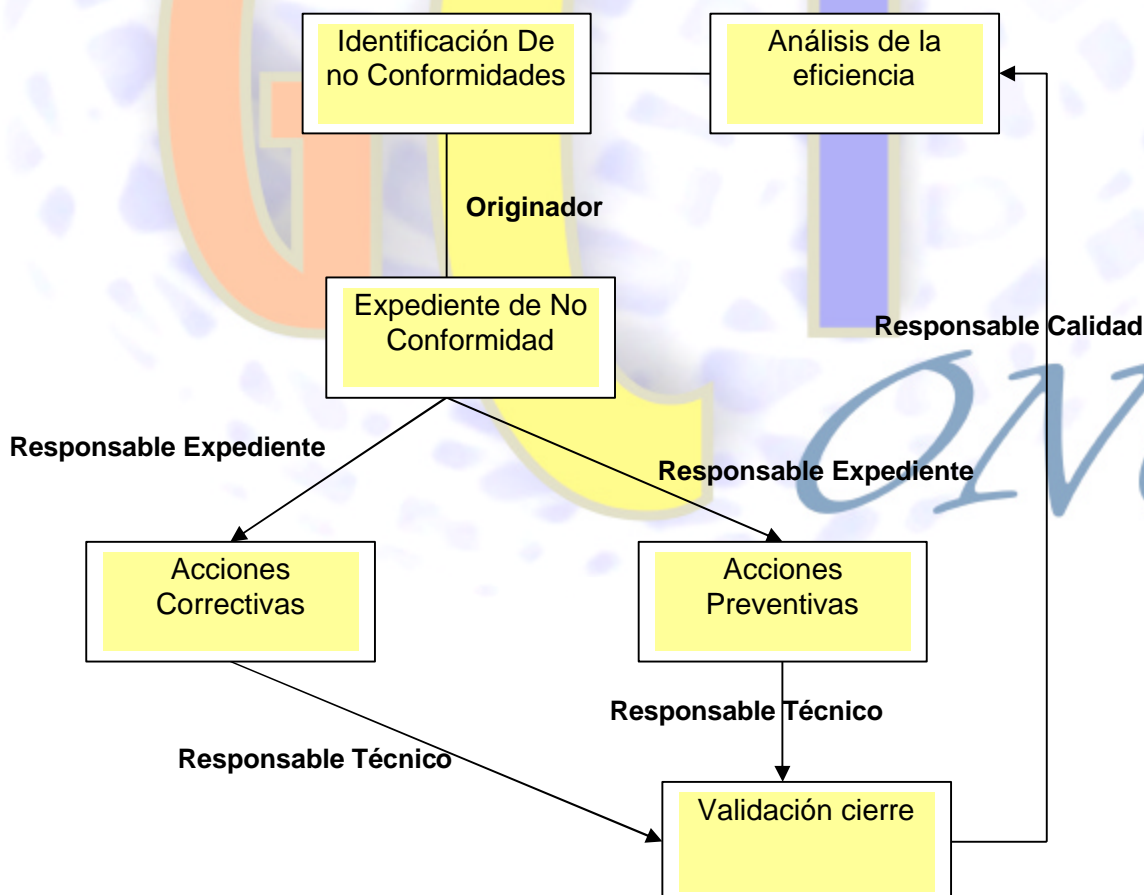 Identificación De
no Conformidades
Análisis de la
eficiencia
Originador
Expediente de No
Conformidad
Responsable Calidad
Responsable Expediente
Responsable Expediente
Acciones
Correctivas
Acciones
Preventivas
Responsable Técnico
Responsable Técnico
Validación cierre